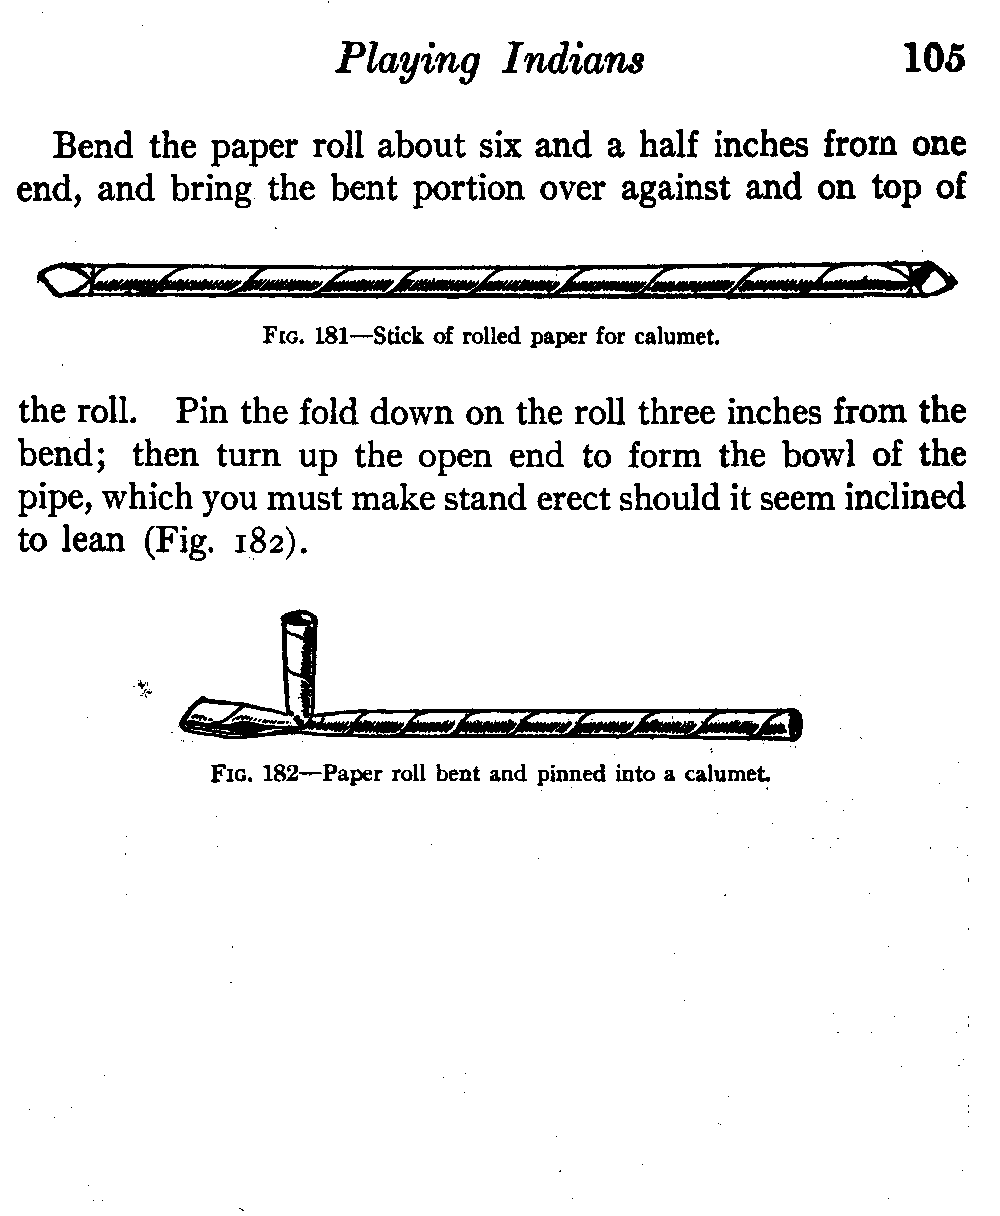 Playing Indians 105
Bend the paper roll about six and a half inches from one
end, and bring the bent portion over against and on top of
FIG. 181—Stick of rolled paper for calumet.
the roll. Pin the fold down on the roll three inches from the
bend; then turn up the open end to form the bowl of the
pipe, which you must make stand erect should it seem inclined
to lean (Fig. 182).
FIG. 182—Paper roll bent and pinned into a calumet.